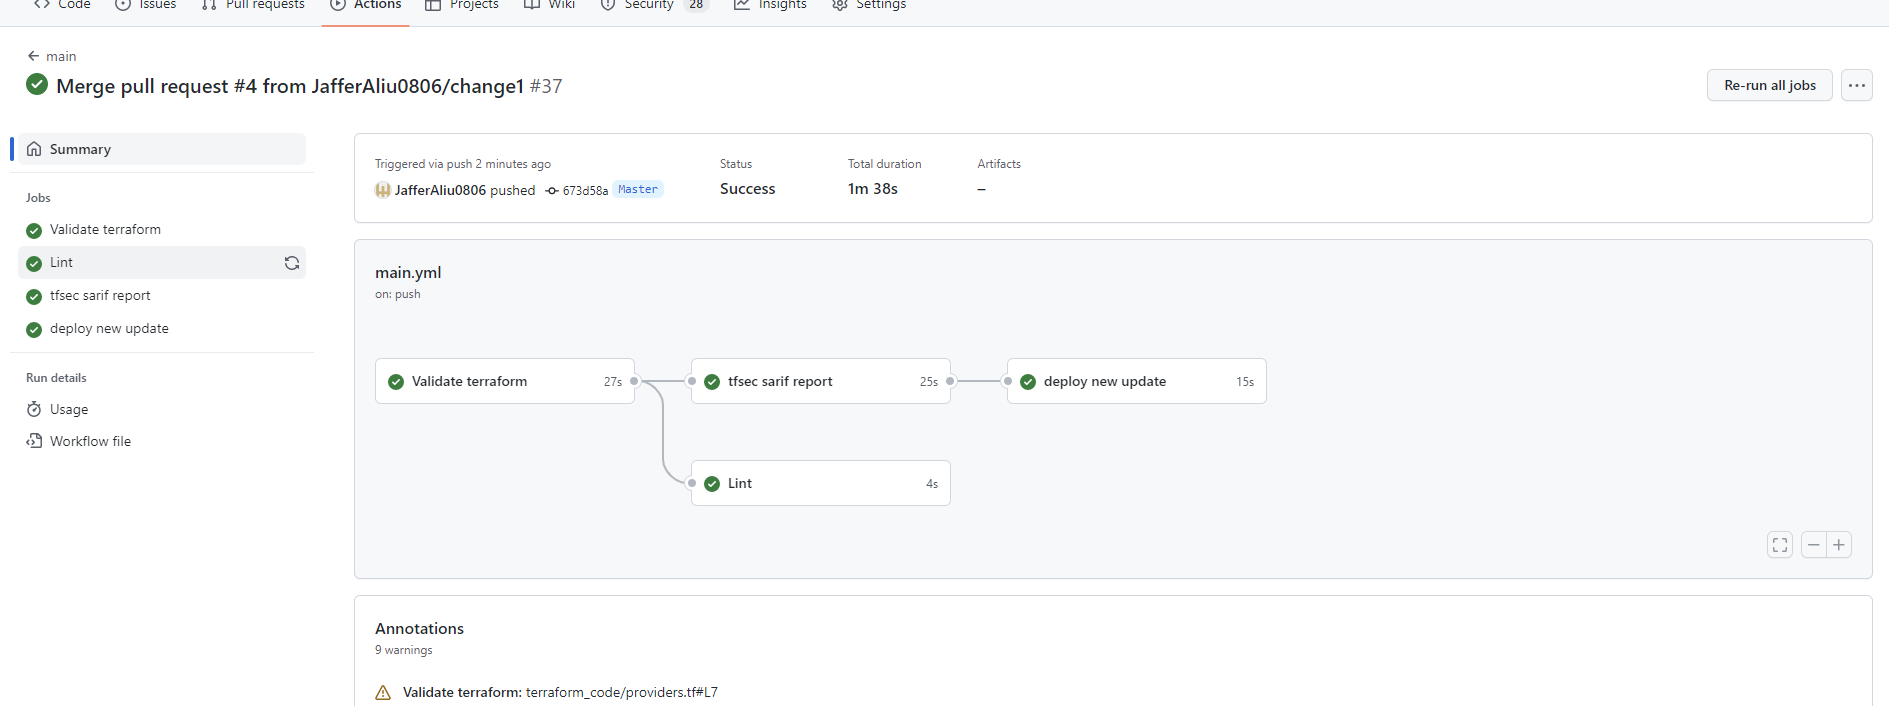 Code Issues Pull requests Actions Projects Wiki Security 28 Insights Settings
main
Merge pull request #4 from JafferAliu0806/change1 #37
Re-run all jobs
Summary
Jobs
Validate terraform
Lint
tfsec sarif report
deploy new update
Run details
Usage
Workflow file
Triggered via push 2 minutes ago
JafferAliu0806 pushed 673d58a Master
Status
Success
Total duration
1m 38s
Artifacts
–
main.yml
on: push
Validate terraform 27s
tfsec sarif report 25s
deploy new update 15s
Lint 4s
Annotations
9 warnings
Validate terraform: terraform_code/providers.tf#L7